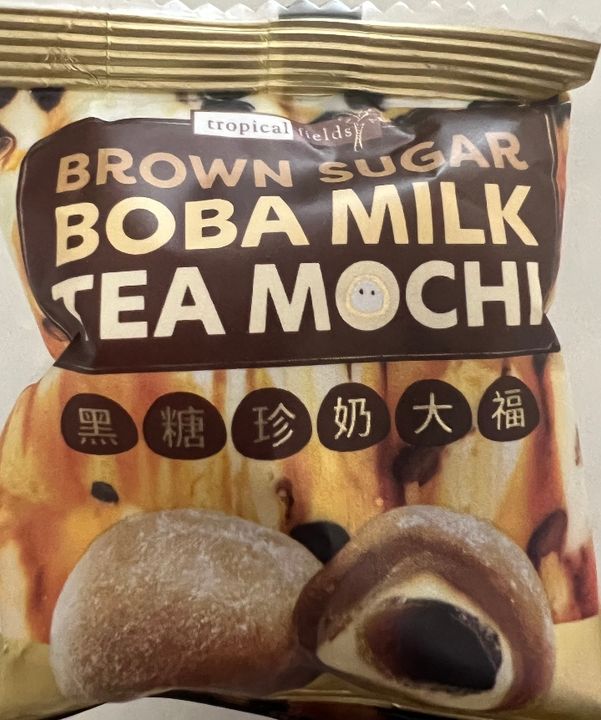 tropical fields
BROWN SUGAR
BOBA MILK
TEA MOCHI
黑糖珍奶大福